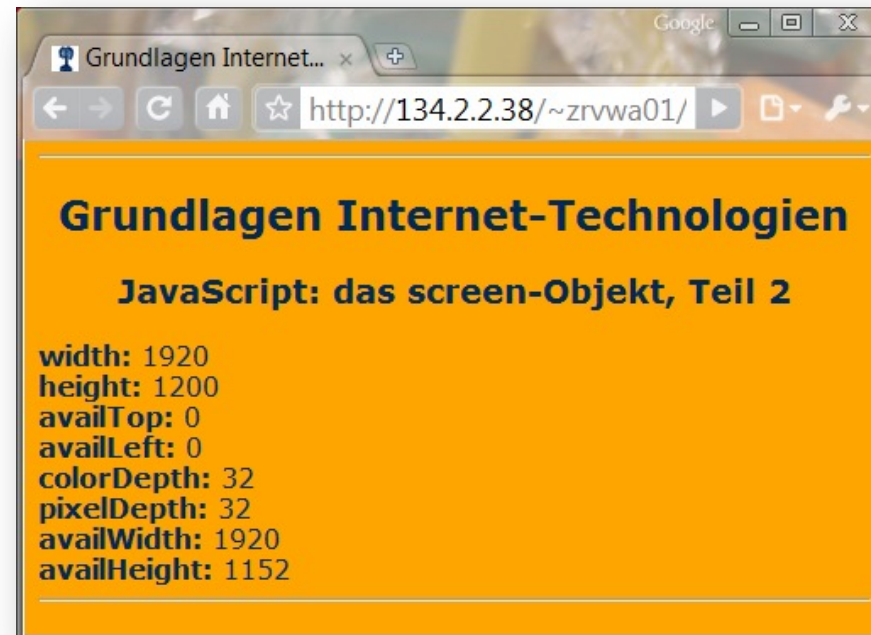 Google
Grundlagen Internet...
http://134.2.2.38/~zrvwa01/
Grundlagen Internet-Technologien
JavaScript: das screen-Objekt, Teil 2
width: 1920
height: 1200
availTop: 0
availLeft: 0
colorDepth: 32
pixelDepth: 32
availWidth: 1920
availHeight: 1152